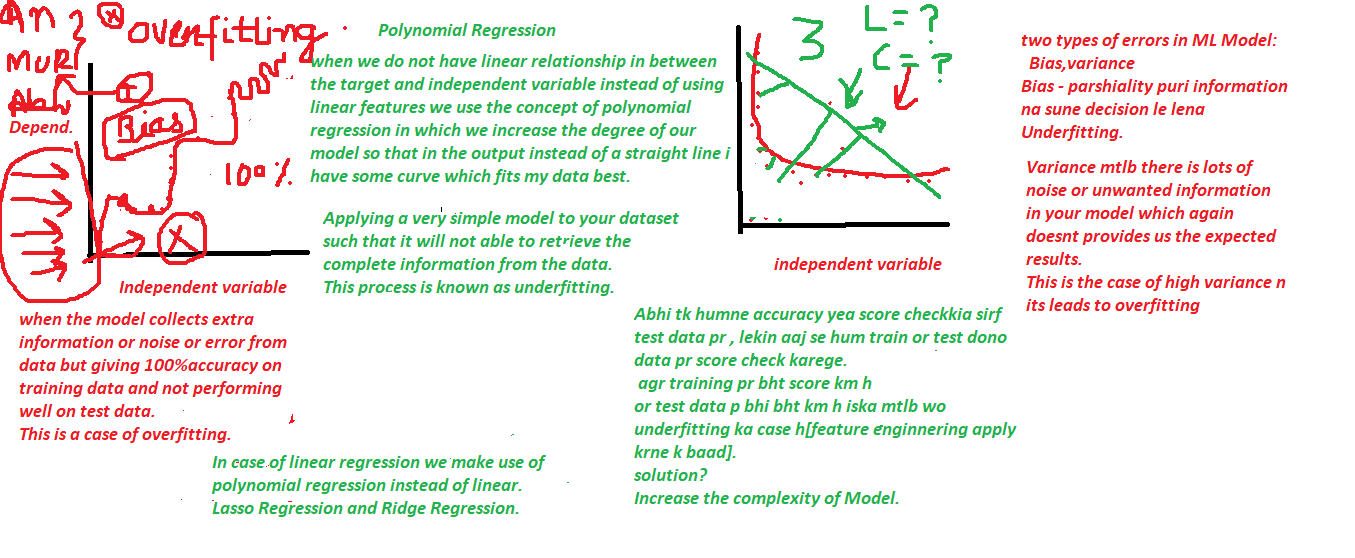 An
MURI
overfitting
Depend.
Bias
100%
Independent variable
when the model collects extra
information or noise or error from
data but giving 100%accuracy on
training data and not performing
well on test data.
This is a case of overfitting.
Polynomial Regression
when we do not have linear relationship in between
the target and independent variable instead of using
linear features we use the concept of polynomial
regression in which we increase the degree of our
model so that in the output instead of a straight line i
have some curve which fits my data best.
Applying a very simple model to your dataset
such that it will not able to retrieve the
complete information from the data.
This process is known as underfitting.
In case of linear regression we make use of
polynomial regression instead of linear.
Lasso Regression and Ridge Regression.
3
L = ?
C = ?
independent variable
Abhi tk humne accuracy yea score checkkia sirf
test data pr , lekin aaj se hum train or test dono
data pr score check karege.
agr training pr bht score km h
or test data p bhi bht km h iska mtlb wo
underfitting ka case h[feature enginnering apply
krne k baad].
solution?
Increase the complexity of Model.
two types of errors in ML Model:
Bias,variance
Bias - parshiality puri information
na sune decision le lena
Underfitting.
Variance mtlb there is lots of
noise or unwanted information
in your model which again
doesnt provides us the expected
results.
This is the case of high variance n
its leads to overfitting